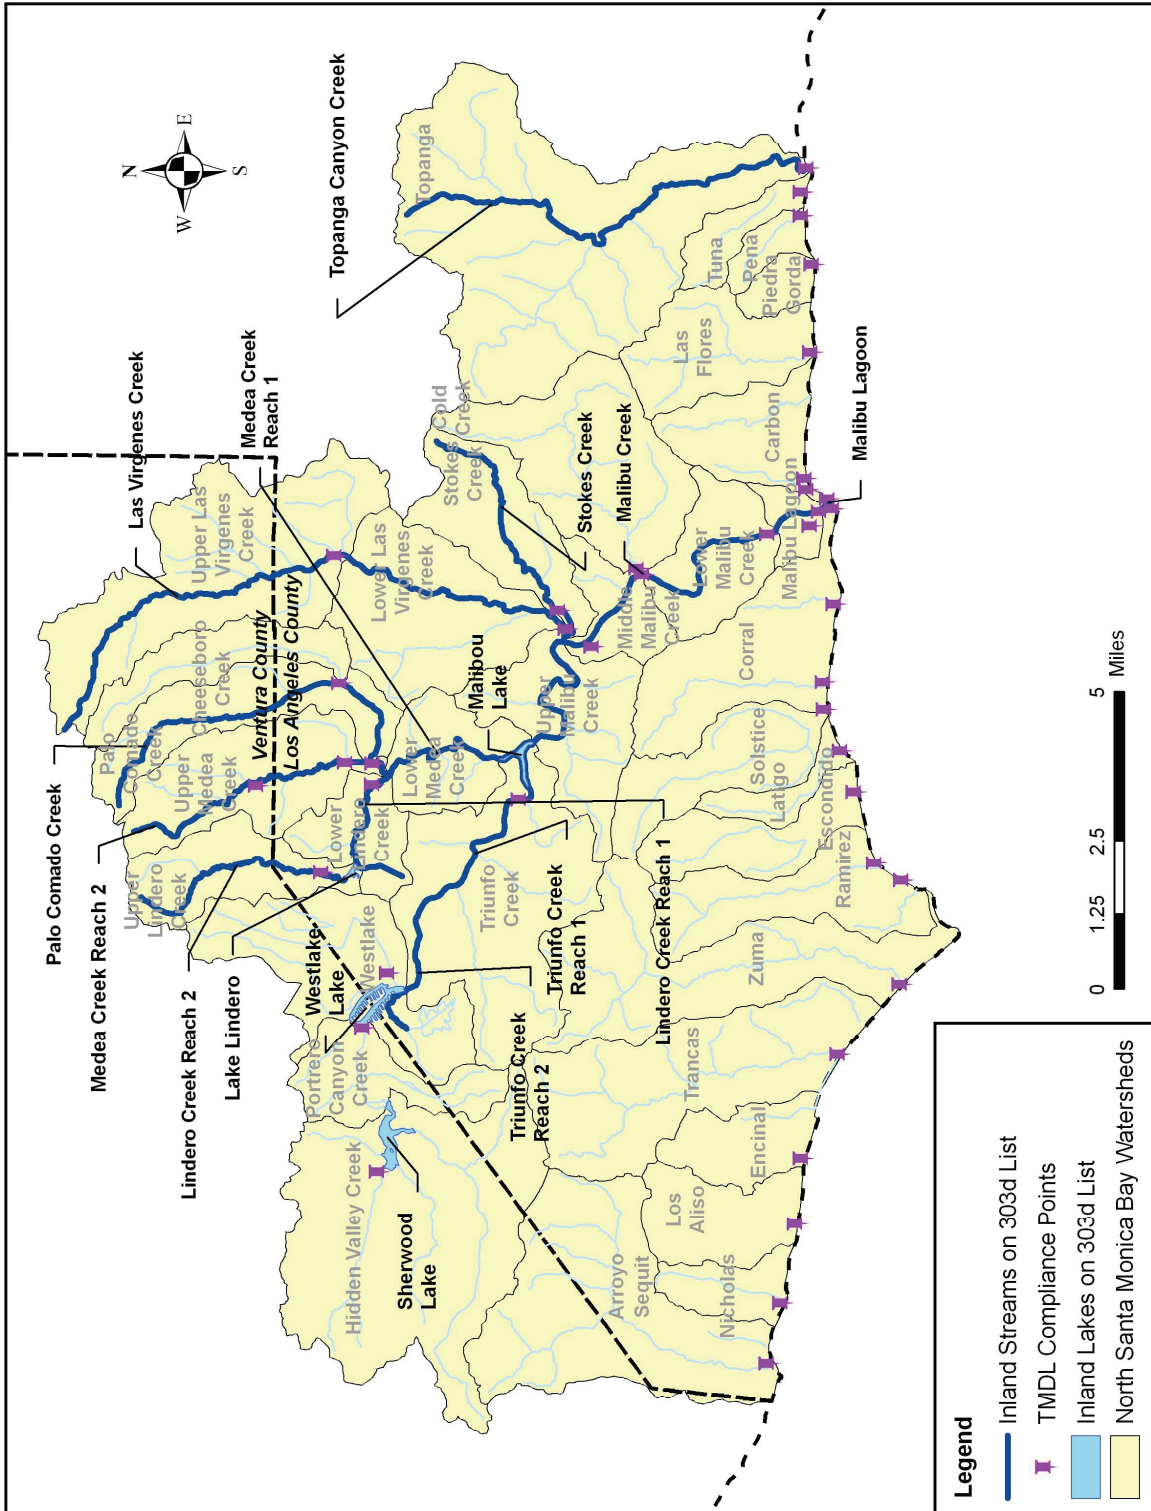 N
W
E
S
Topanga Canyon Creek
Topanga
Las Virgenes Creek
Medea Creek
Reach 1
Upper Las
Virgenes
Creek
Cold
Creek
Stokes
Creek
Stokes Creek
Malibu Creek
Tuna
Pena
Piedra
Gorda
Las
Flores
Carbon
Malibu Lagoon
Malibu Lagoon
Lower
Malibu
Creek
Middle
Malibu
Creek
Lower Las
Virgenes
Creek
Cheeseboro
Creek
Ventura County
Los Angeles County
Palo
Comado
Creek
Palo Comado Creek
Upper
Medea
Creek
Medea Creek Reach 2
Lower
Medea
Creek
Malibou
Lake
Upper
Malibu
Creek
Corral
Solstice
Latigo
Escondido
Ramirez
Lower
Lindero
Creek
Upper
Lindero
Creek
Lindero Creek Reach 2
Lake Lindero
Westlake
Lake
Westlake
Triunfo
Creek
Triunfo Creek
Reach 1
Lindero Creek Reach 1
Triunfo Creek
Reach 2
Portrero
Canyon
Creek
Hidden Valley Creek
Sherwood
Lake
Zuma
Trancas
Encinal
Los
Aliso
Arroyo
Sequit
Nicholas
0
1.25
2.5
5
Miles
Legend
Inland Streams on 303d List
TMDL Compliance Points
Inland Lakes on 303d List
North Santa Monica Bay Watersheds